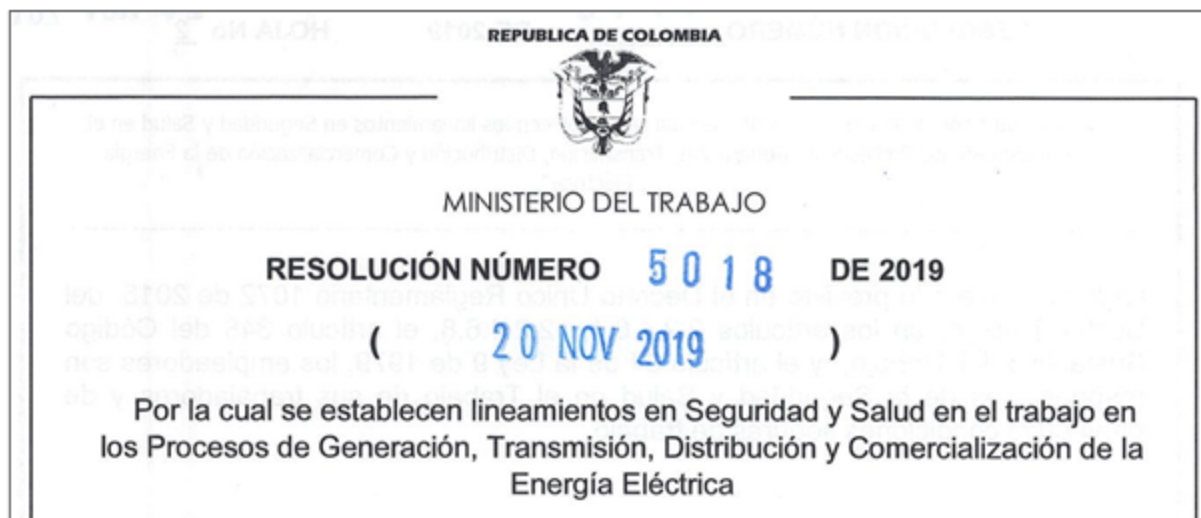 REPUBLICA DE COLOMBIA
MINISTERIO DEL TRABAJO
RESOLUCIÓN NÚMERO 5018 DE 2019
( 20 NOV 2019 )
Por la cual se establecen lineamientos en Seguridad y Salud en el trabajo en
los Procesos de Generación, Transmisión, Distribución y Comercialización de la
Energía Eléctrica